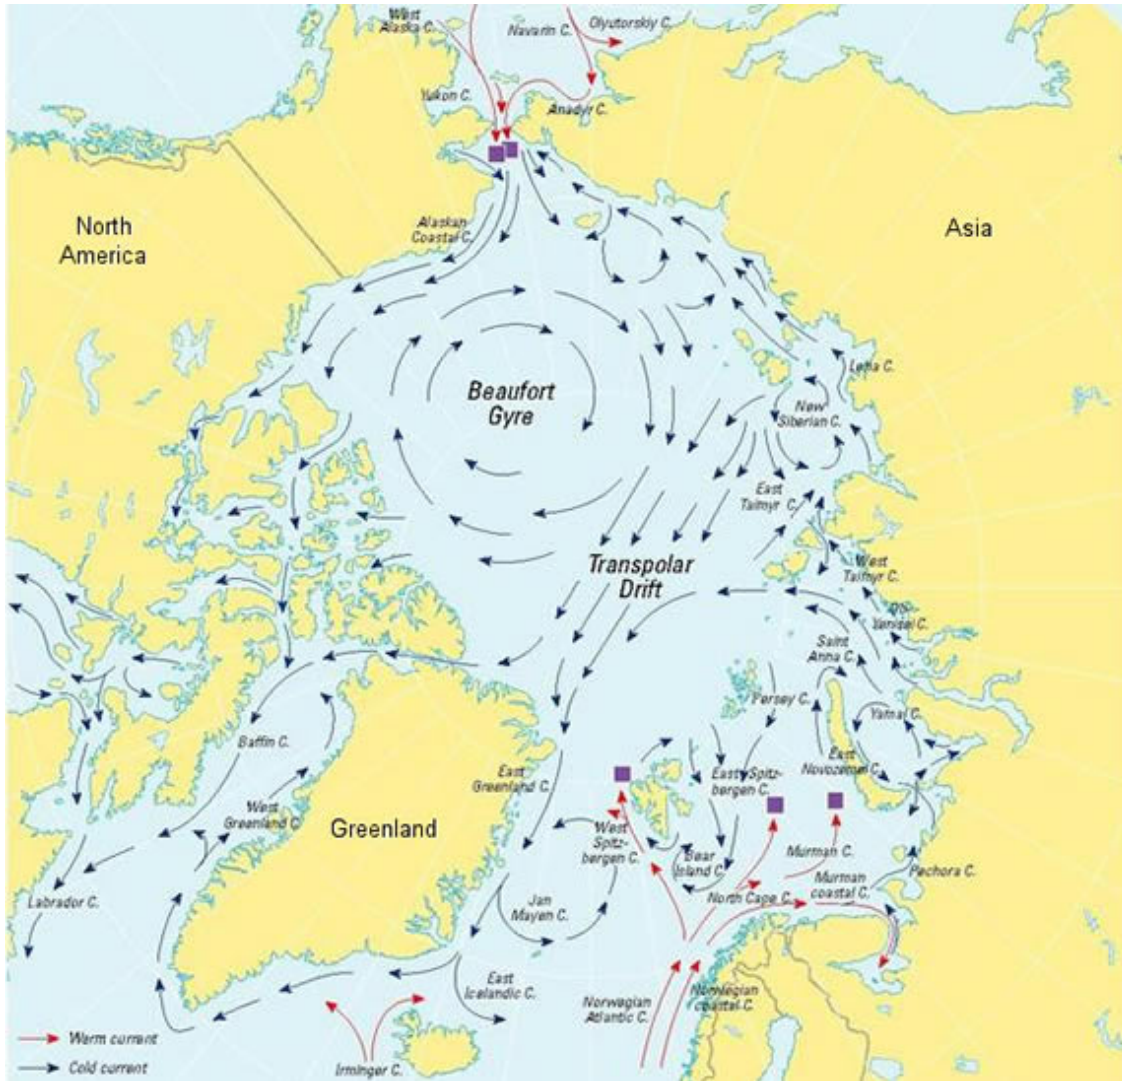 West
Alaska C.
Navarin C.
Olyutorskiy C.
Yukon C.
Anadyr C.
North
America
Alaskan
Coastal C.
Asia
Beaufort
Gyre
Lena C.
New
Siberian C.
East
Taimyr C.
Transpolar
Drift
West
Taimyr C.
Ob-
Yenisei C.
Saint
Anna C.
Persey C.
Yamal C.
Baffin C.
East
Greenland C.
East Spitz-
bergen C.
East
Novozemel C.
West
Greenland C.
Greenland
West
Spitz-
bergen C.
Bear
Island C.
Murman C.
Murman
coastal C.
Pechora C.
Labrador C.
Jan
Mayen C.
North Cape C.
East
Icelandic C.
Norwegian
Atlantic C.
Norwegian
coastal C.
Warm current
Cold current
Irminger C.